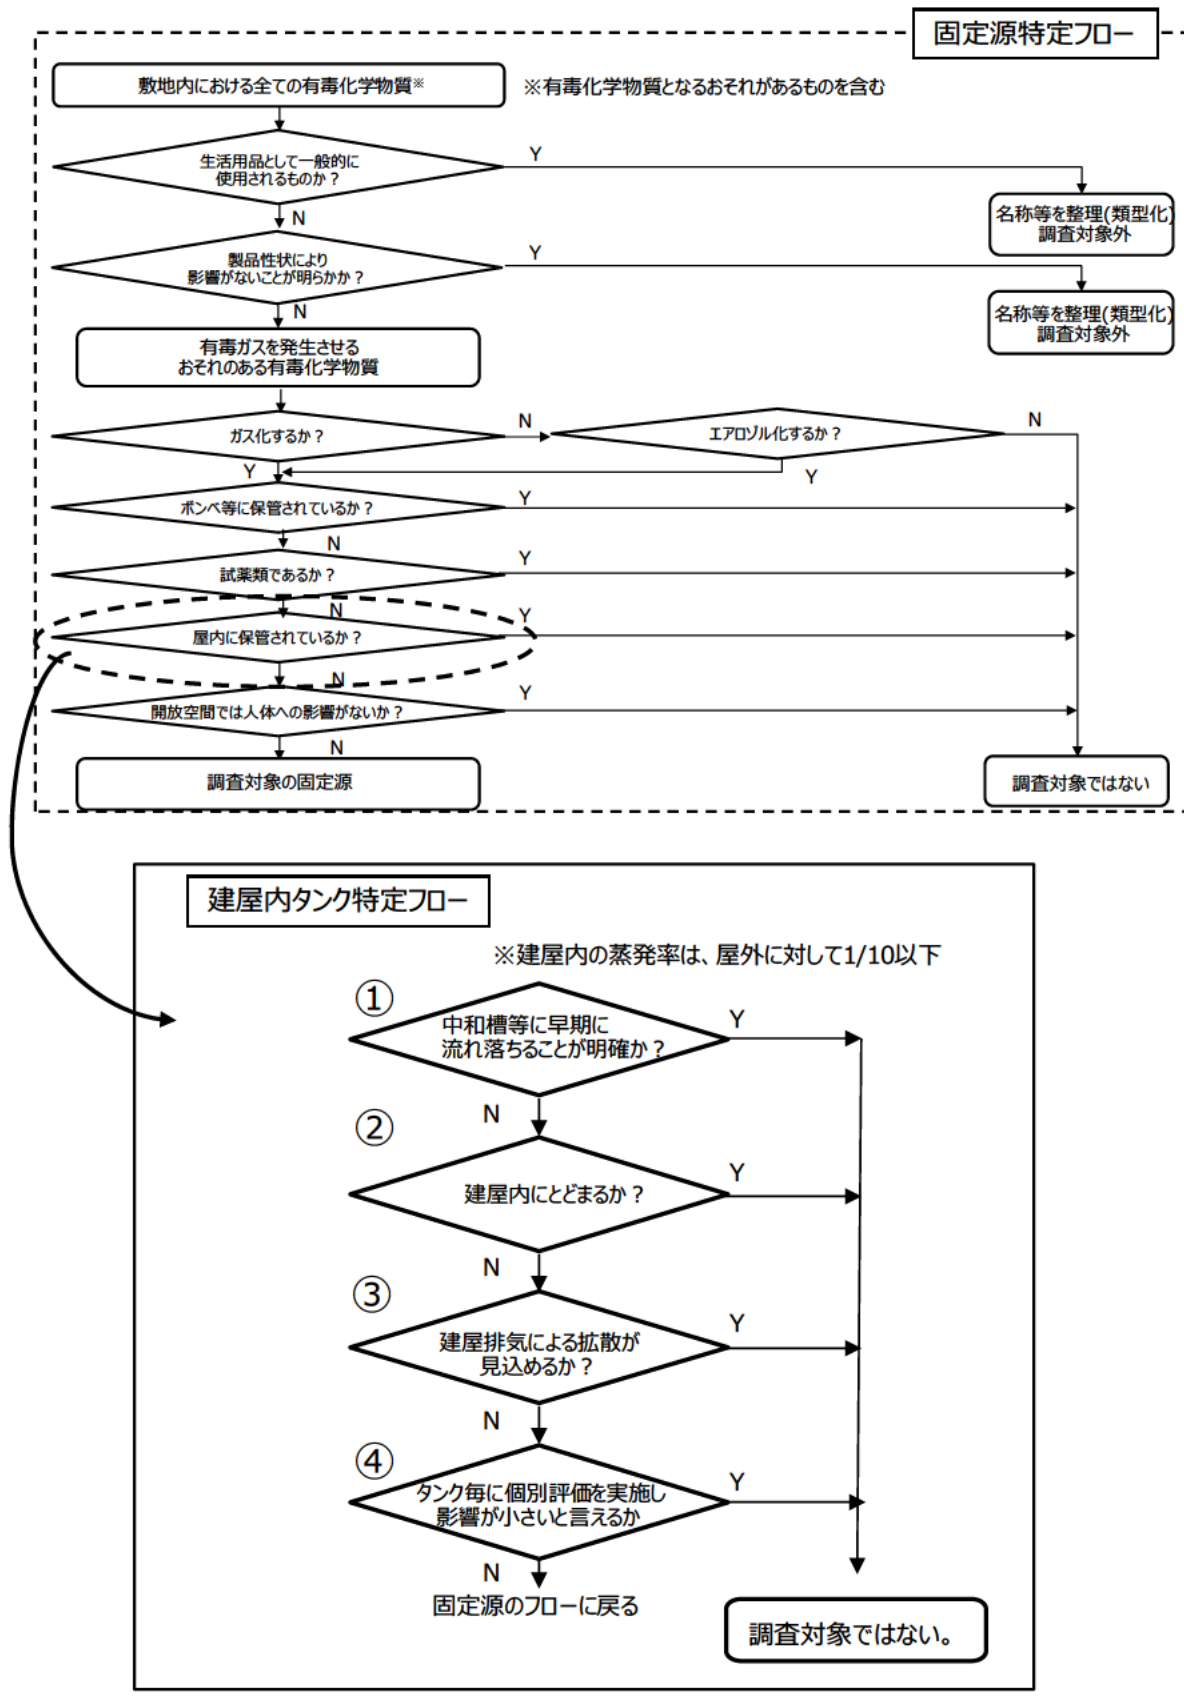 固定源特定フロー
敷地内における全ての有毒化学物質※
※有毒化学物質となるおそれがあるものを含む
生活用品として一般的に
使用されるものか？
Y
N
名称等を整理(類型化)
調査対象外
製品性状により
影響がないことが明らかか？
Y
N
名称等を整理(類型化)
調査対象外
有毒ガスを発生させる
おそれのある有毒化学物質
ガス化するか？
N
エアロゾル化するか？
N
Y
Y
ボンベ等に保管されているか？
Y
N
試薬類であるか？
Y
N
屋内に保管されているか？
Y
N
開放空間では人体への影響がないか？
Y
N
調査対象の固定源
調査対象ではない
建屋内タンク特定フロー
※建屋内の蒸発率は、屋外に対して1/10以下
①
中和槽等に早期に
流れ落ちることが明確か？
Y
N
②
建屋内にとどまるか？
Y
N
③
建屋排気による拡散が
見込めるか？
Y
N
④
タンク毎に個別評価を実施し
影響が小さいと言えるか
Y
N
固定源のフローに戻る
調査対象ではない。